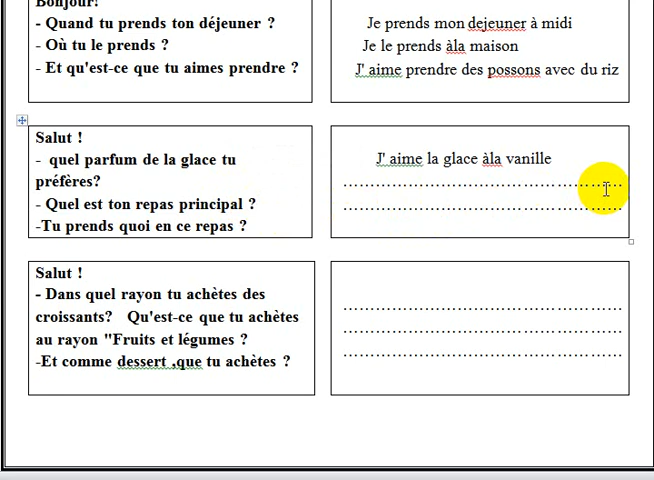 Bonjour!
- Quand tu prends ton déjeuner ?
- Où tu le prends ?
- Et qu'est-ce que tu aimes prendre ?
Je prends mon dejeuner à midi
Je le prends àla maison
J' aime prendre des possons avec du riz
Salut !
- quel parfum de la glace tu
préfères?
- Quel est ton repas principal ?
-Tu prends quoi en ce repas ?
J' aime la glace àla vanille
Salut !
- Dans quel rayon tu achètes des
croissants? Qu'est-ce que tu achètes
au rayon "Fruits et légumes ?
-Et comme dessert ,que tu achètes ?